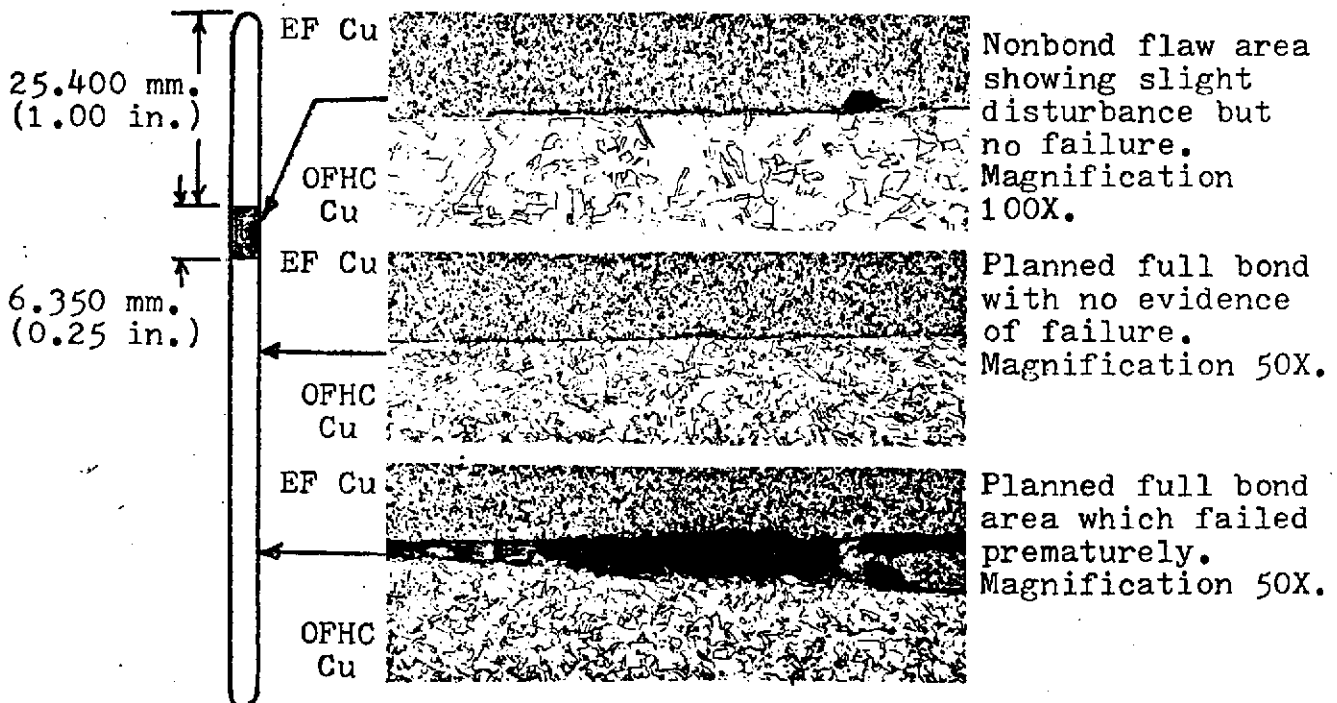 25.400 mm.
(1.00 in.)
6.350 mm.
(0.25 in.)
EF Cu
OFHC
Cu
Nonbond flaw area
showing slight
disturbance but
no failure.
Magnification
100X.
EF Cu
OFHC
Cu
Planned full bond
with no evidence
of failure.
Magnification 50X.
EF Cu
OFHC
Cu
Planned full bond
area which failed
prematurely.
Magnification 50X.